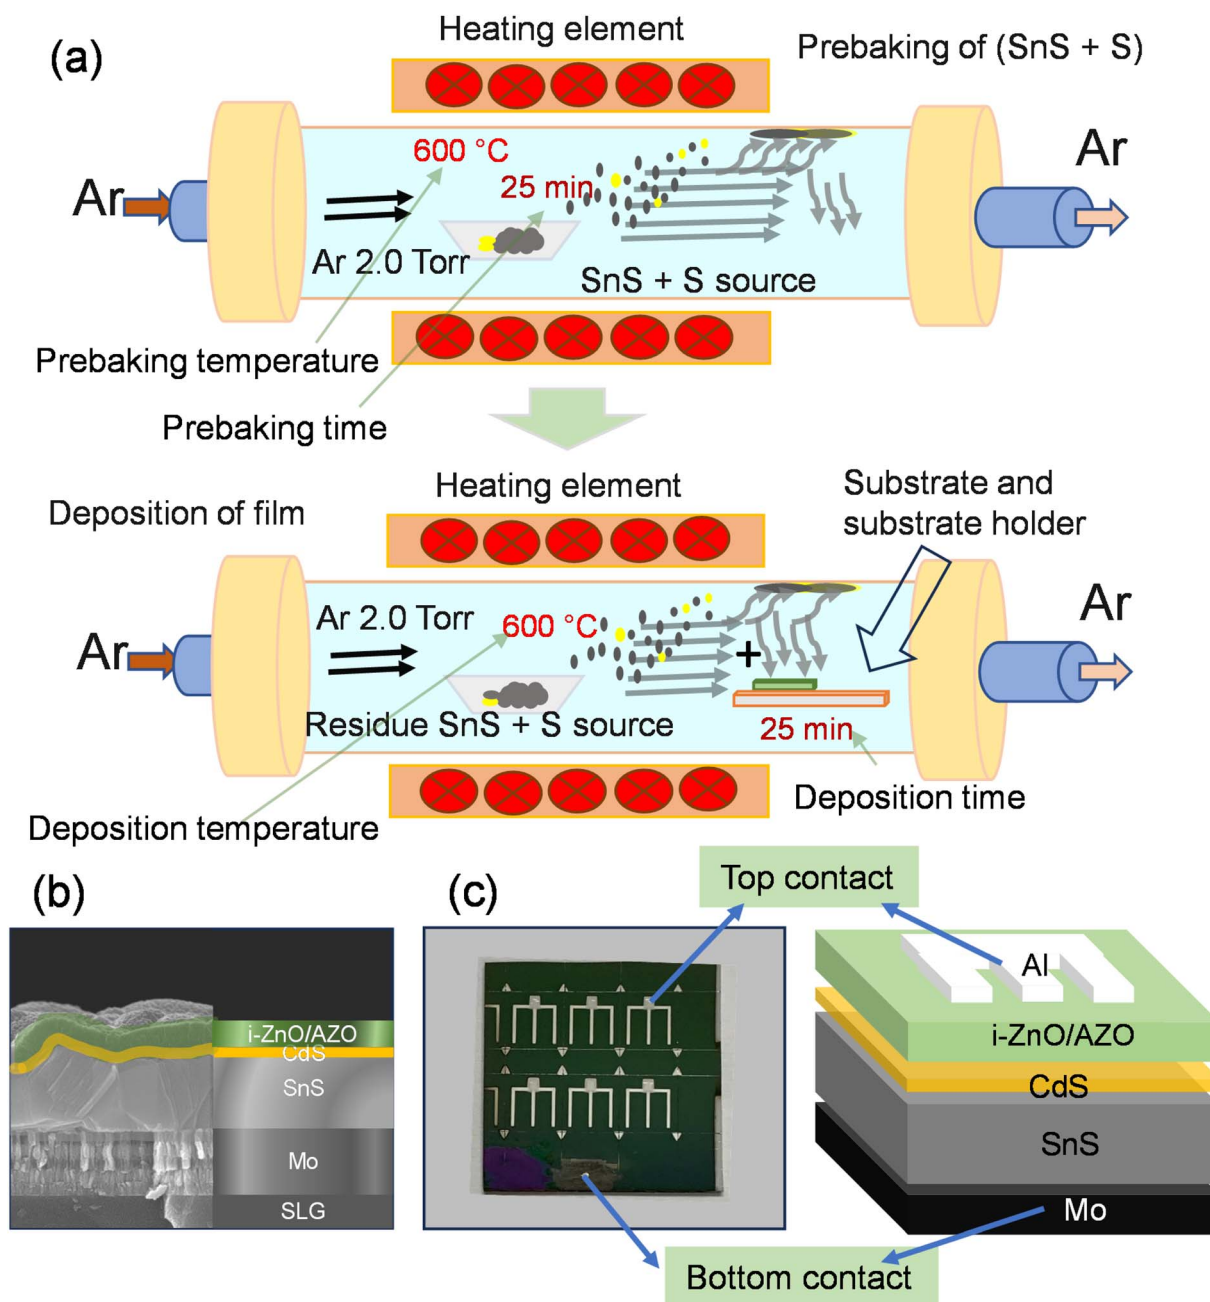 (a)
Heating element
Prebaking of (SnS + S)
600 °C
25 min
Ar
Ar
Ar 2.0 Torr
SnS + S source
Prebaking temperature
Prebaking time
Heating element
Substrate and
substrate holder
Deposition of film
Ar 2.0 Torr
600 °C
Ar
Ar
+
Residue SnS + S source
25 min
Deposition time
Deposition temperature
(b)
i-ZnO/AZO
CdS
SnS
Mo
SLG
(c)
Top contact
Al
i-ZnO/AZO
CdS
SnS
Mo
Bottom contact